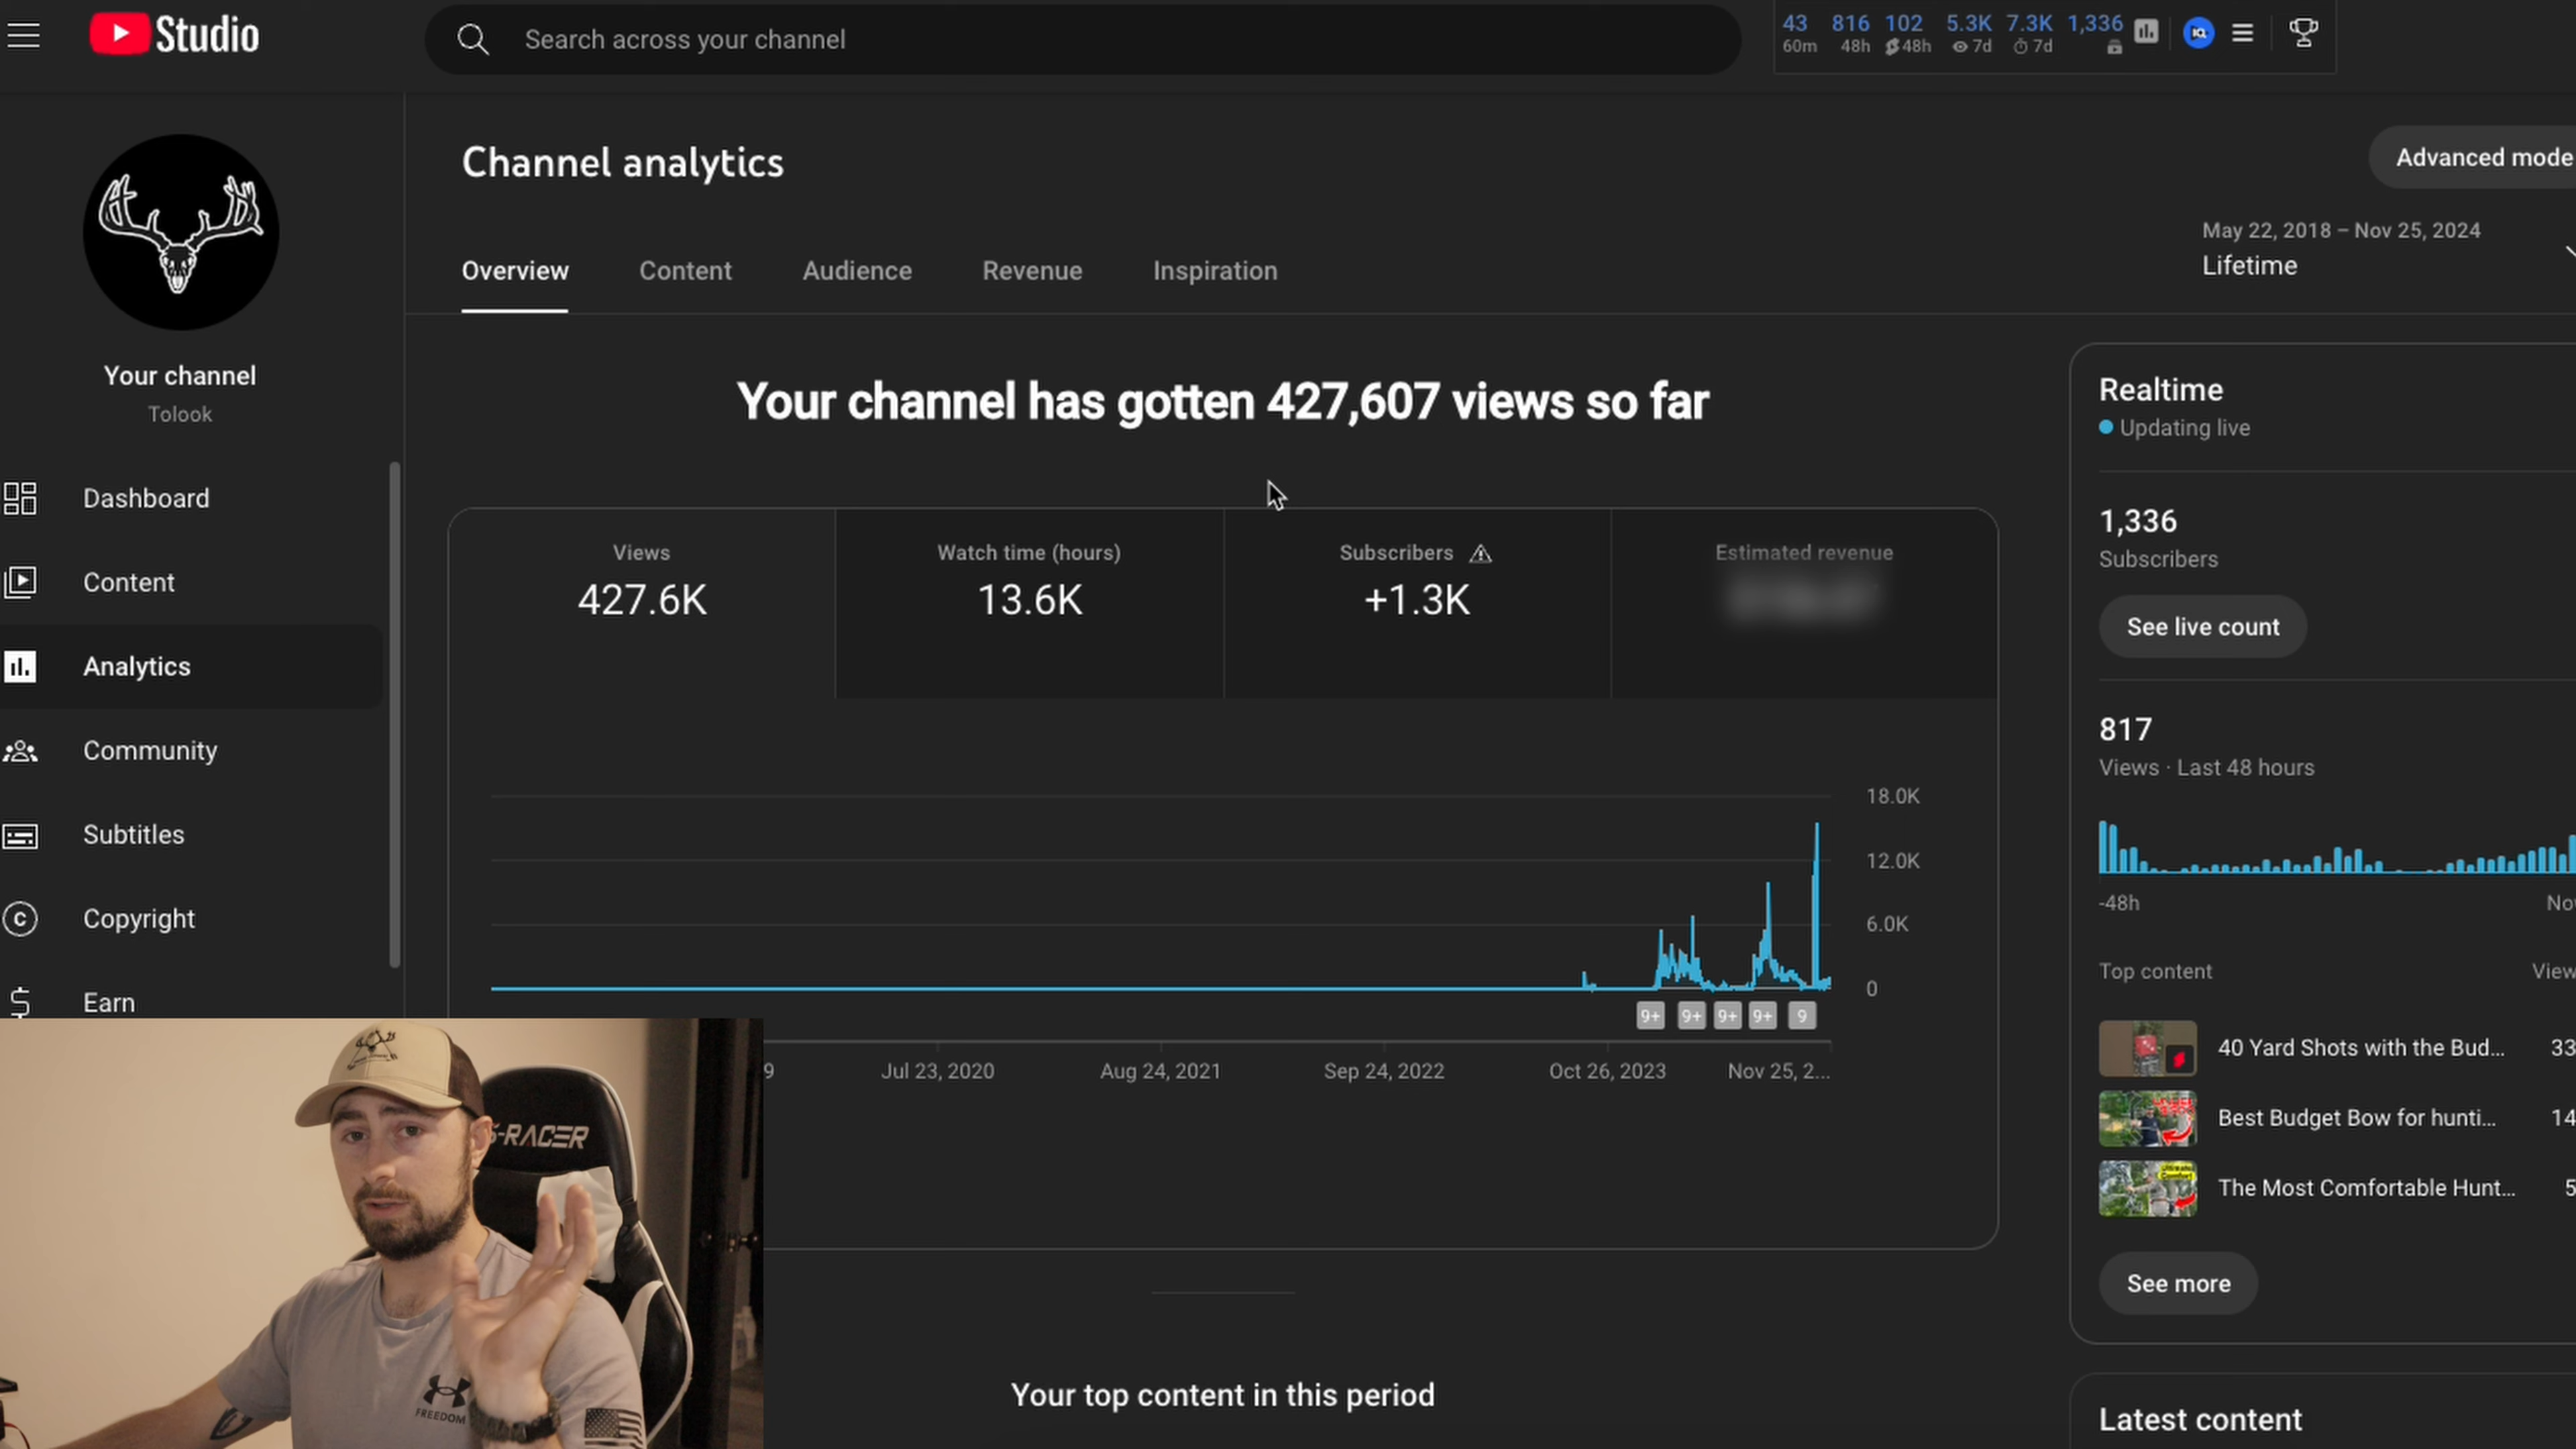 Studio
Search across your channel
43 816 102 5.3K 7.3K 1,336
60m 48h 48h 7d 7d
IQ
Channel analytics
Advanced mode
May 22, 2018 – Nov 25, 2024
Lifetime
Overview Content Audience Revenue Inspiration
Your channel
Tolook
Dashboard
Content
Analytics
Community
Subtitles
Copyright
Earn
Your channel has gotten 427,607 views so far
Views
427.6K
Watch time (hours)
13.6K
Subscribers
+1.3K
Estimated revenue
18.0K
12.0K
6.0K
0
9+ 9+ 9+ 9+ 9
9 Jul 23, 2020 Aug 24, 2021 Sep 24, 2022 Oct 26, 2023 Nov 25, 2...
Your top content in this period
Realtime
Updating live
1,336
Subscribers
See live count
817
Views · Last 48 hours
-48h
Top content
40 Yard Shots with the Bud... 33
Best Budget Bow for hunti... 14
The Most Comfortable Hunt... 5
See more
Latest content
S-RACER
FREEDOM